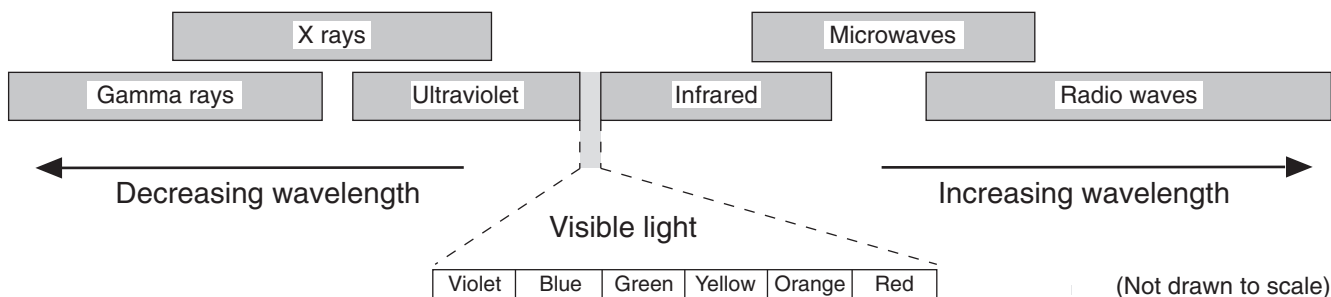 X rays
Microwaves
Gamma rays
Ultraviolet
Infrared
Radio waves
Decreasing wavelength
Increasing wavelength
Visible light
Violet
Blue
Green
Yellow
Orange
Red
(Not drawn to scale)